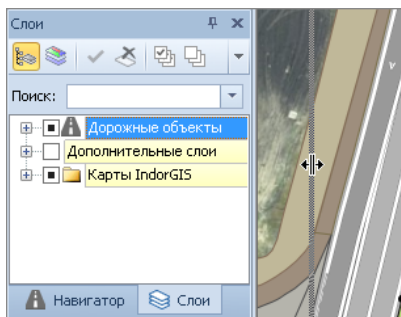 Слои
Поиск:
Дорожные объекты
Дополнительные слои
Карты IndorGIS
Навигатор
Слои